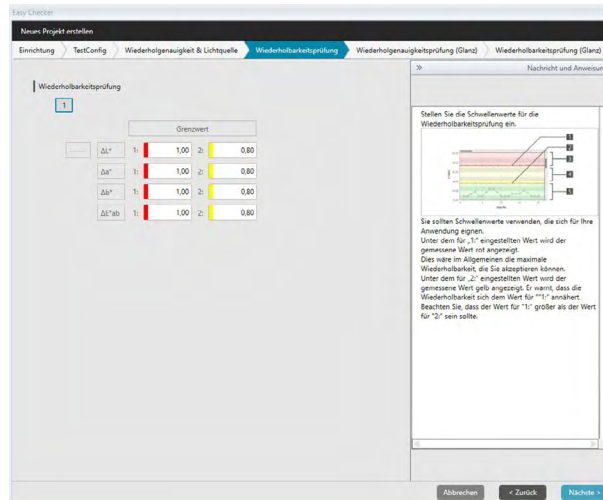 Easy Checker
Neues Projekt erstellen
Einrichtung TestConfig Wiederholgenauigkeit & Lichtquelle Wiederholbarkeitsprüfung Wiederholgenauigkeitsprüfung (Glanz) Wiederholbarkeitsprüfung (Glanz)
» Nachricht und Anweisun
Wiederholbarkeitsprüfung
1
Grenzwert
ΔL* 1: 1,00 2: 0,80
Δa* 1: 1,00 2: 0,80
Δb* 1: 1,00 2: 0,80
ΔE*ab 1: 1,00 2: 0,80
Stellen Sie die Schwellenwerte für die
Wiederholbarkeitsprüfung ein.
1
2
3
4
5
Sie sollten Schwellenwerte verwenden, die sich für Ihre
Anwendung eignen.
Unter dem für „1:" eingestellten Wert wird der
gemessene Wert rot angezeigt.
Dies wäre im Allgemeinen die maximale
Wiederholbarkeit, die Sie akzeptieren können.
Unter dem für „2:" eingestellten Wert wird der
gemessene Wert gelb angezeigt. Er warnt, dass die
Wiederholbarkeit sich dem Wert für ""1:" annähert.
Beachten Sie, dass der Wert für "1:" größer als der Wert
für "2:" sein sollte.
Abbrechen < Zurück Nächste >